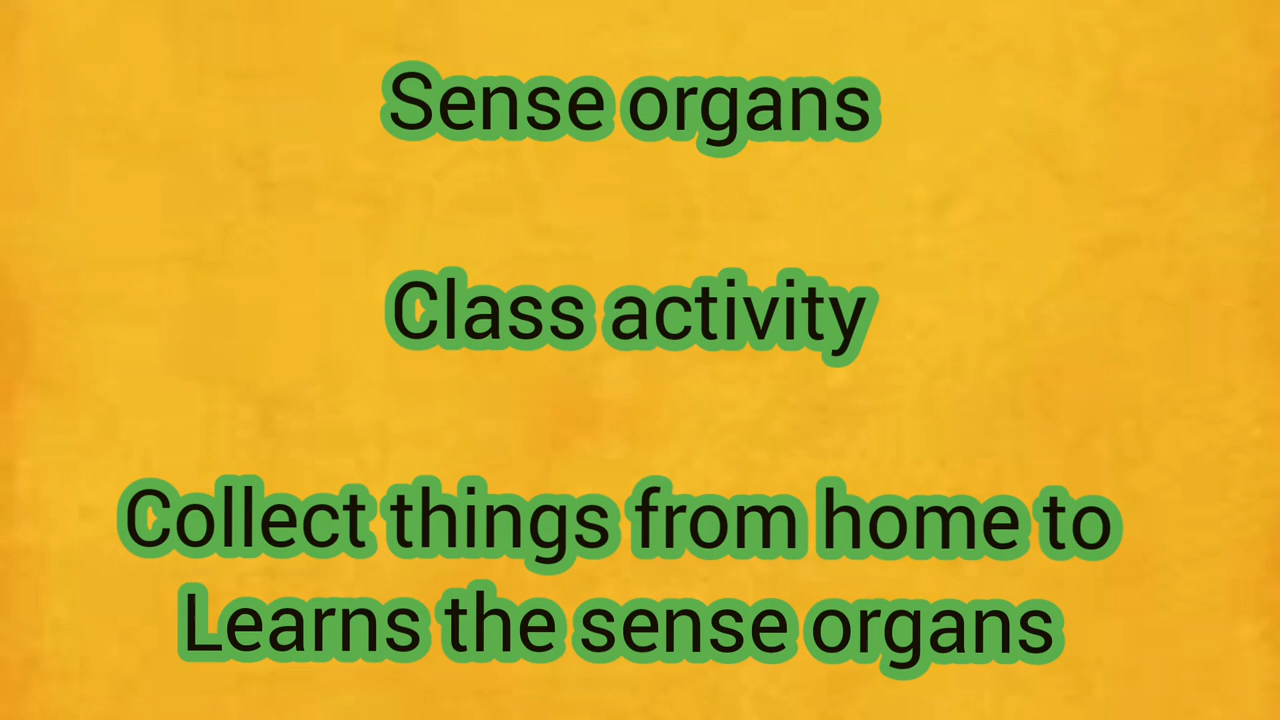 Sense organs
Class activity
Collect things from home to
Learns the sense organs